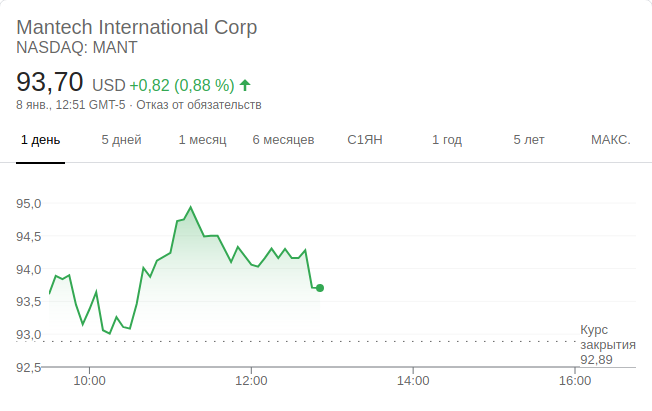 Mantech International Corp
NASDAQ: MANT
93,70 USD +0,82 (0,88 %)
8 янв., 12:51 GMT-5 · Отказ от обязательств
1 день 5 дней 1 месяц 6 месяцев С1ЯН 1 год 5 лет МАКС.
95,0
94,5
94,0
93,5
93,0
92,5
Курс
закрытия
92,89
10:00 12:00 14:00 16:00